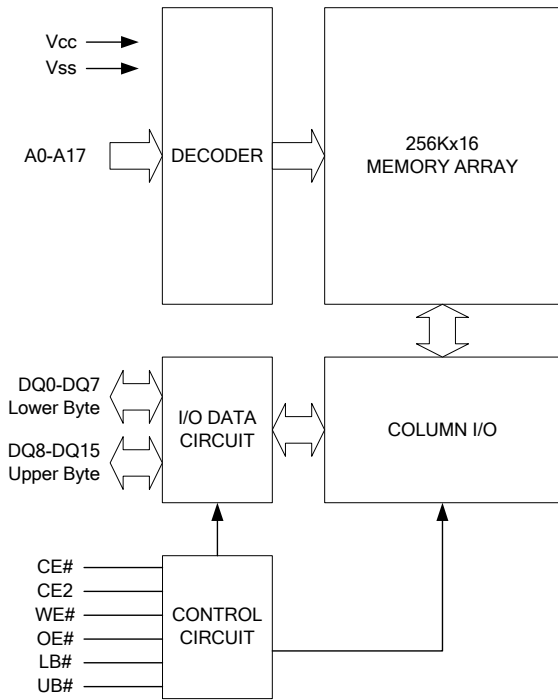 Vcc
Vss
A0-A17
DECODER
256Kx16
MEMORY ARRAY
DQ0-DQ7
Lower Byte
DQ8-DQ15
Upper Byte
I/O DATA
CIRCUIT
COLUMN I/O
CE#
CE2
WE#
OE#
LB#
UB#
CONTROL
CIRCUIT